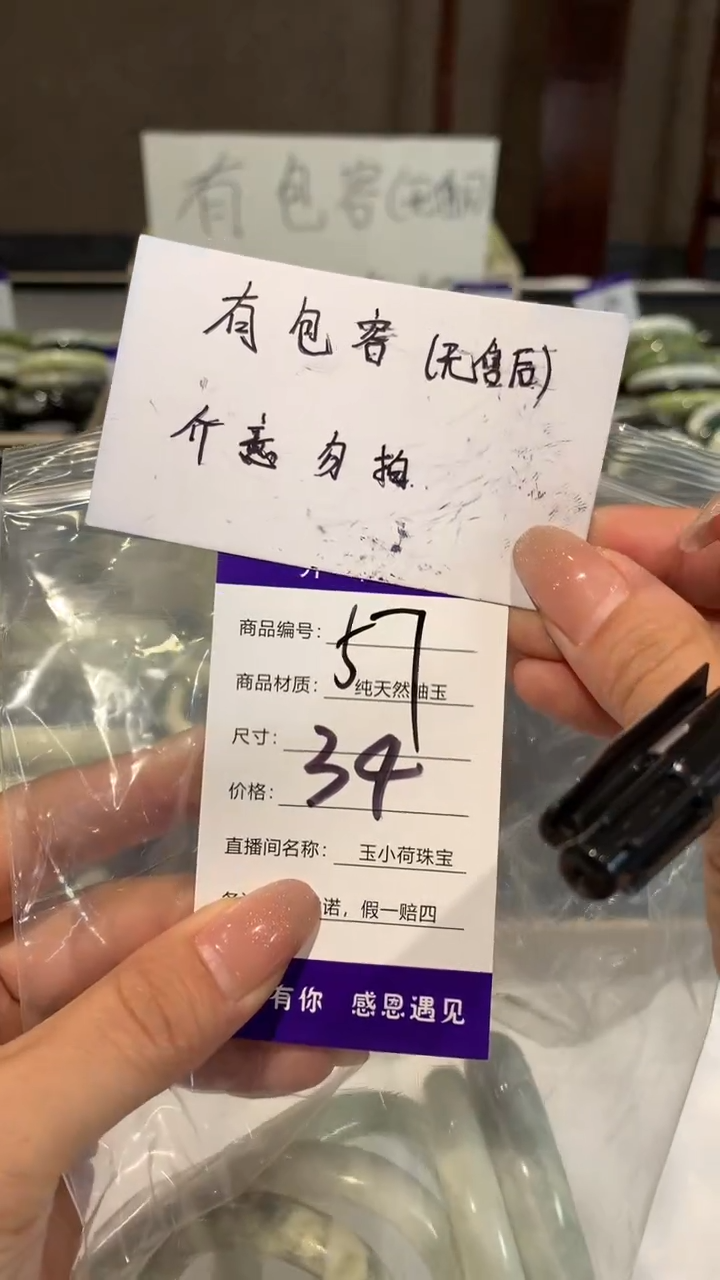 有包容(无售后)
有包容(无售后)
介意勿拍
商品编号: 57
商品材质: 纯天然岫玉
尺寸:
价格: 34
直播间名称: 玉小荷珠宝
诺，假一赔四
有你 感恩遇见